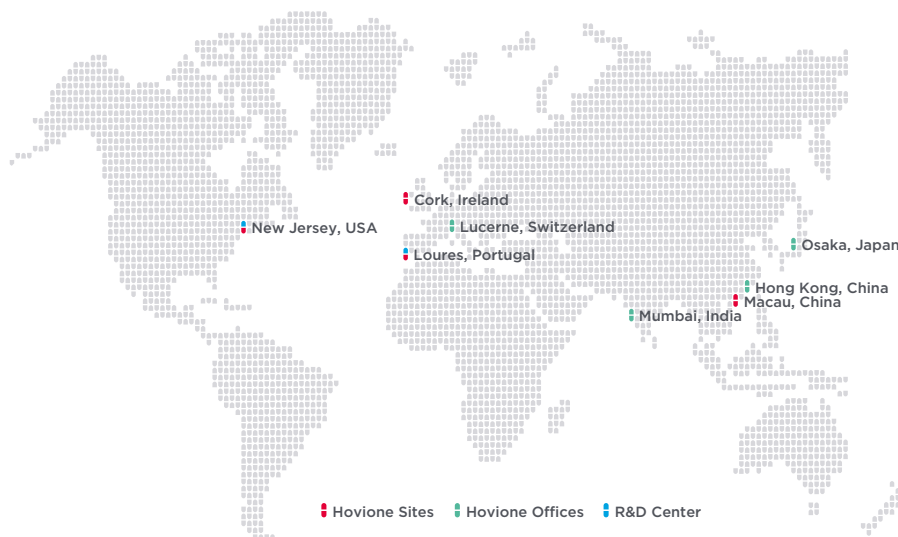 Cork, Ireland
New Jersey, USA
Lucerne, Switzerland
Osaka, Japan
Loures, Portugal
Hong Kong, China
Macau, China
Mumbai, India
Hovione Sites
Hovione Offices
R&D Center